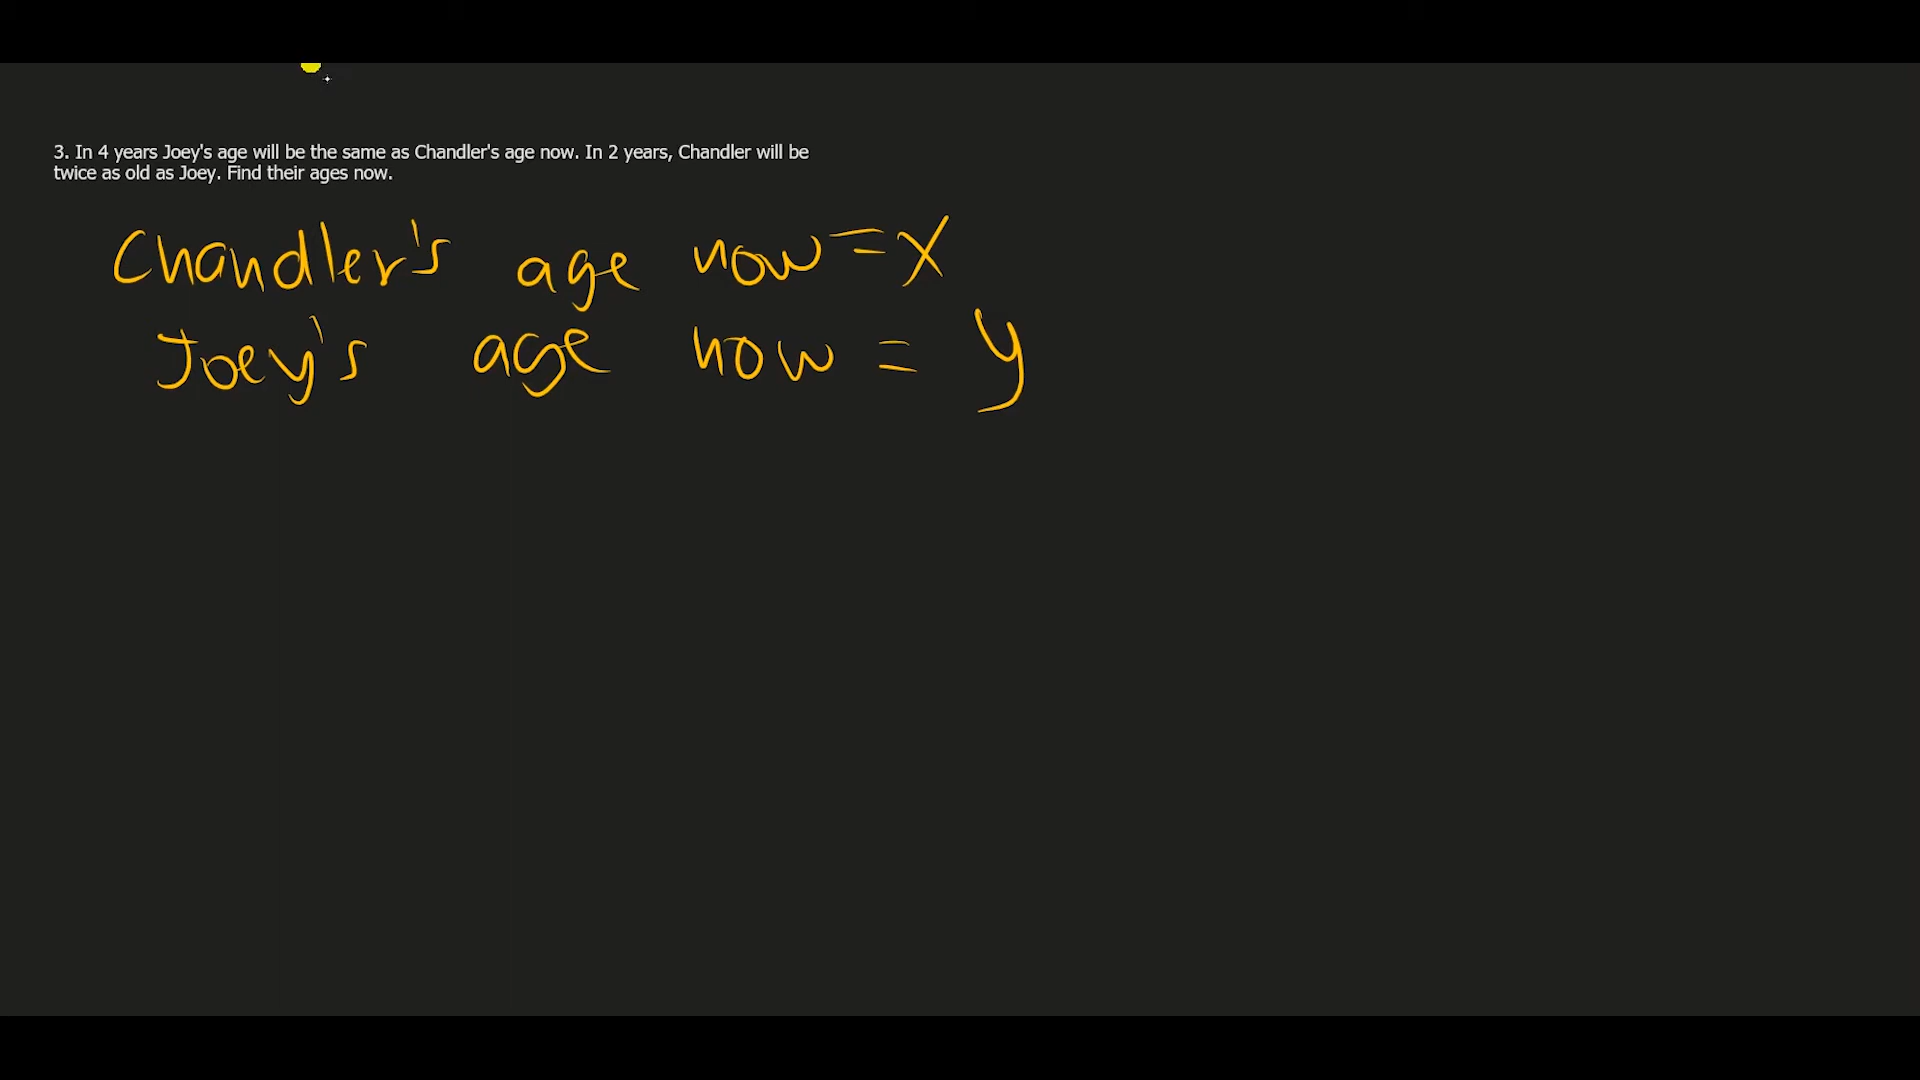 3. In 4 years Joey's age will be the same as Chandler's age now. In 2 years, Chandler will be
twice as old as Joey. Find their ages now.
Chandler's age now = x
Joey's age now = y